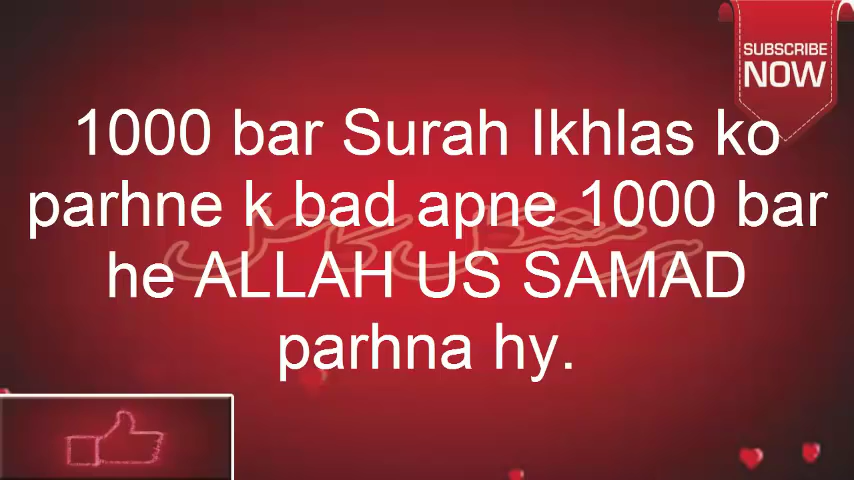 SUBSCRIBE
NOW
1000 bar Surah Ikhlas ko
parhne k bad apne 1000 bar
he ALLAH US SAMAD
parhna hy.